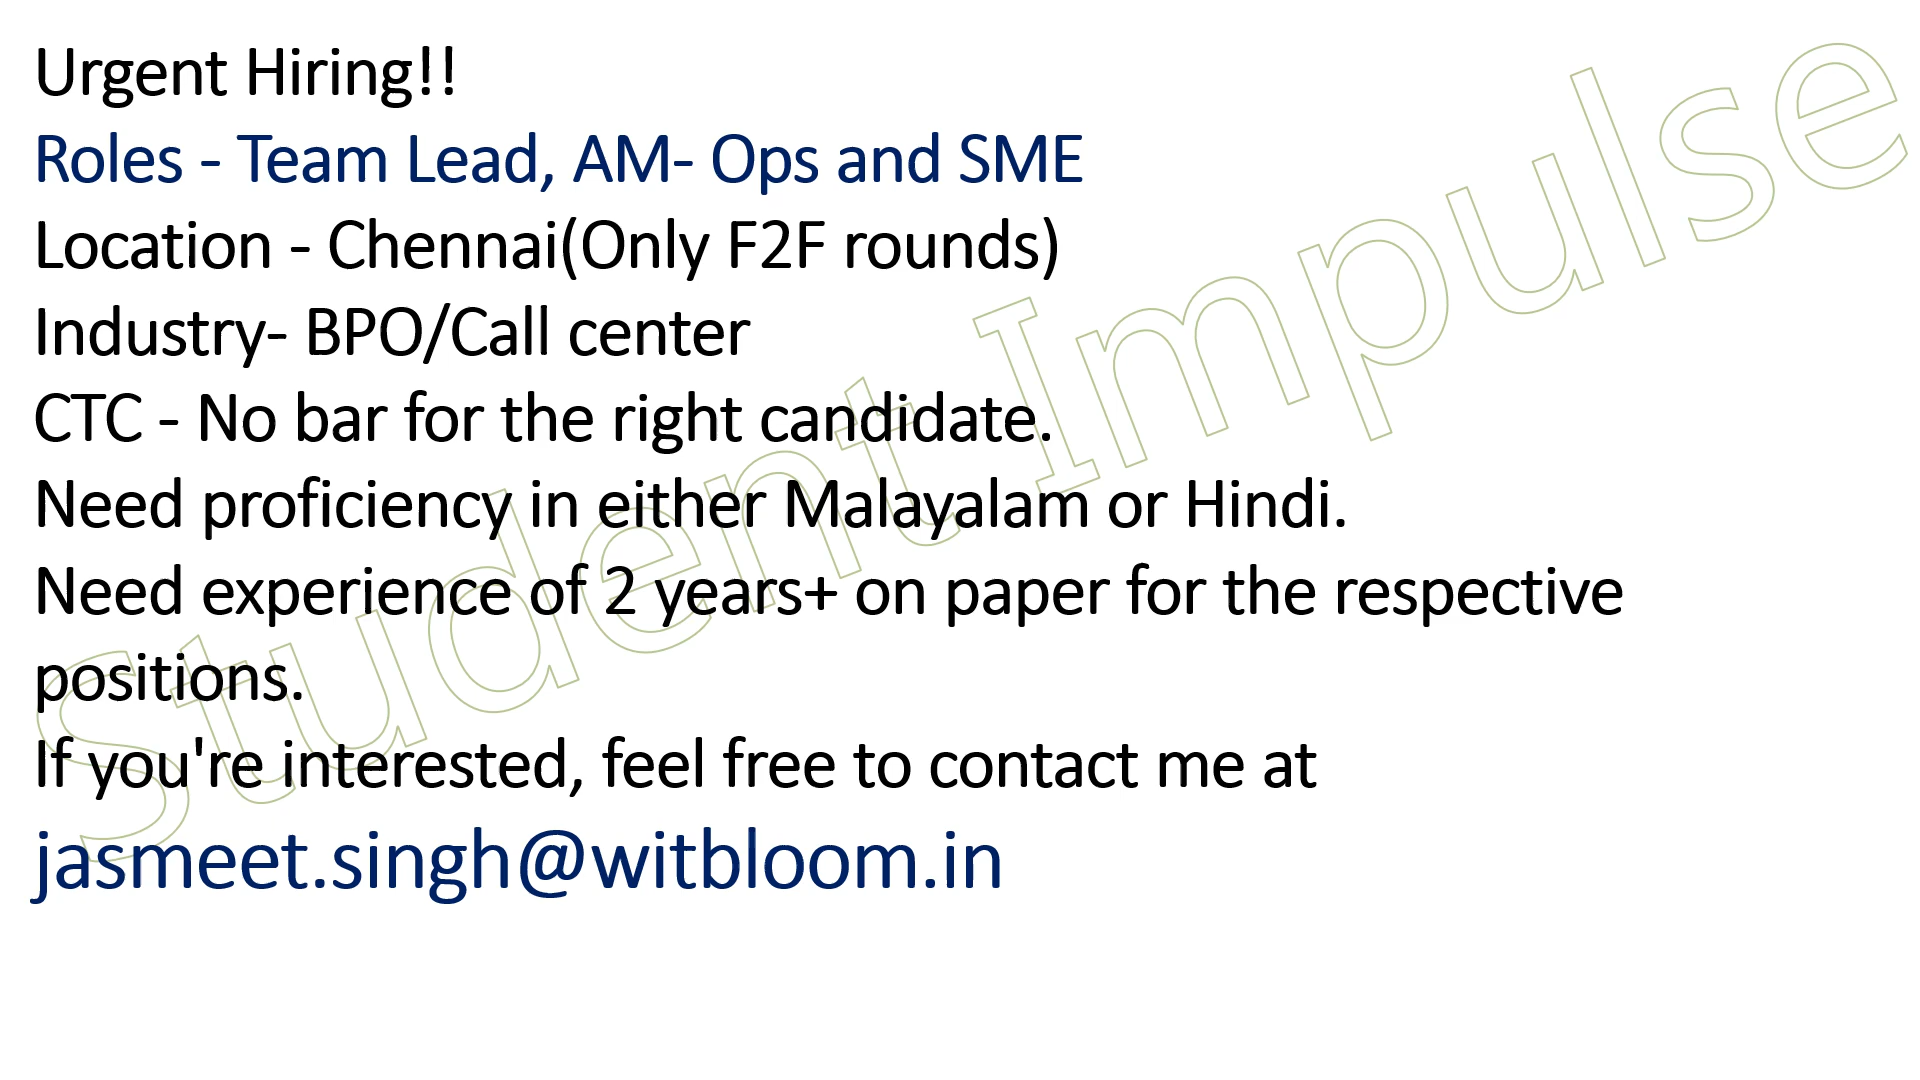 Urgent Hiring!!
Roles - Team Lead, AM- Ops and SME
Location - Chennai(Only F2F rounds)
Industry- BPO/Call center
CTC - No bar for the right candidate.
Need proficiency in either Malayalam or Hindi.
Need experience of 2 years+ on paper for the respective
positions.
If you're interested, feel free to contact me at
jasmeet.singh@witbloom.in
Student Impulse